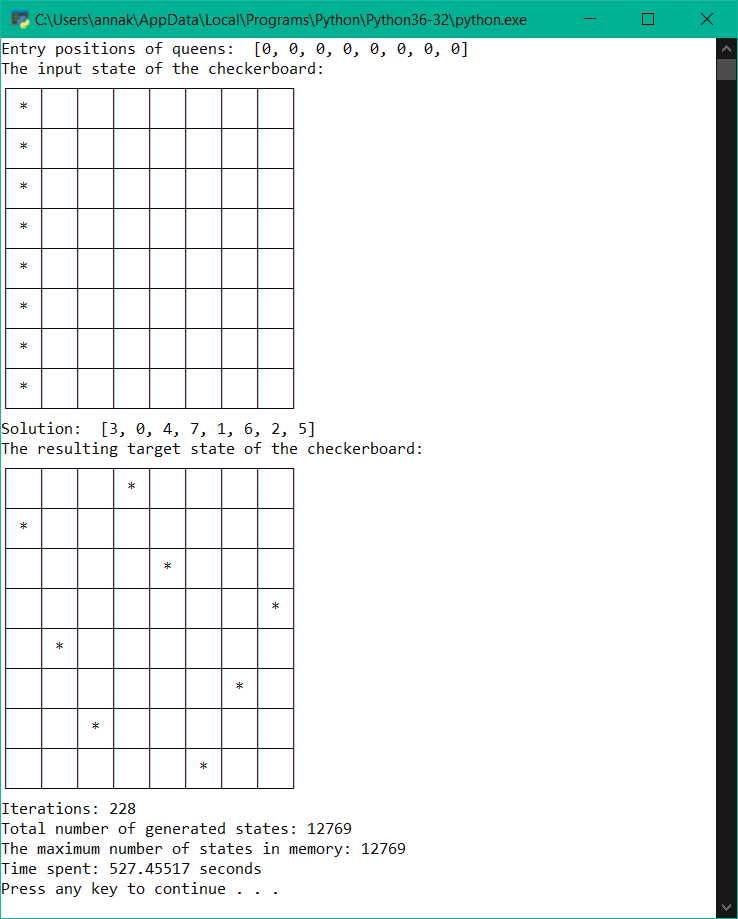 C:\Users\annak\AppData\Local\Programs\Python\Python36-32\python.exe
Entry positions of queens:  [0, 0, 0, 0, 0, 0, 0, 0]
The input state of the checkerboard:
*
*
*
*
*
*
*
*
Solution:  [3, 0, 4, 7, 1, 6, 2, 5]
The resulting target state of the checkerboard:
*
*
*
*
*
*
*
*
Iterations: 228
Total number of generated states: 12769
The maximum number of states in memory: 12769
Time spent: 527.45517 seconds
Press any key to continue . . .